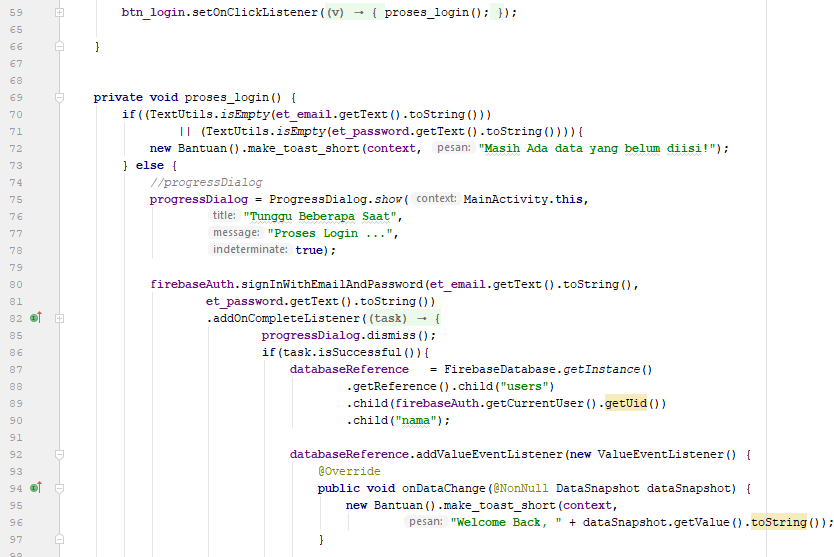 59 btn_login.setOnClickListener((v) → { proses_login(); });
65
66 }
67
68
69 private void proses_login() {
70 if((TextUtils.isEmpty(et_email.getText().toString()))
71 || (TextUtils.isEmpty(et_password.getText().toString()))){
72 new Bantuan().make_toast_short(context, pesan: "Masih Ada data yang belum diisi!");
73 } else {
74 //progressDialog
75 progressDialog = ProgressDialog.show( context: MainActivity.this,
76 title: "Tunggu Beberapa Saat",
77 message: "Proses Login ...",
78 indeterminate: true);
79
80 firebaseAuth.signInWithEmailAndPassword(et_email.getText().toString(),
81 et_password.getText().toString())
82 .addOnCompleteListener((task) → {
85 progressDialog.dismiss();
86 if(task.isSuccessful()){
87 databaseReference = FirebaseDatabase.getInstance()
88 .getReference().child("users")
89 .child(firebaseAuth.getCurrentUser().getUid())
90 .child("nama");
91
92 databaseReference.addValueEventListener(new ValueEventListener() {
93 @Override
94 public void onDataChange(@NonNull DataSnapshot dataSnapshot) {
95 new Bantuan().make_toast_short(context,
96 pesan: "Welcome Back, " + dataSnapshot.getValue().toString());
97 }
98